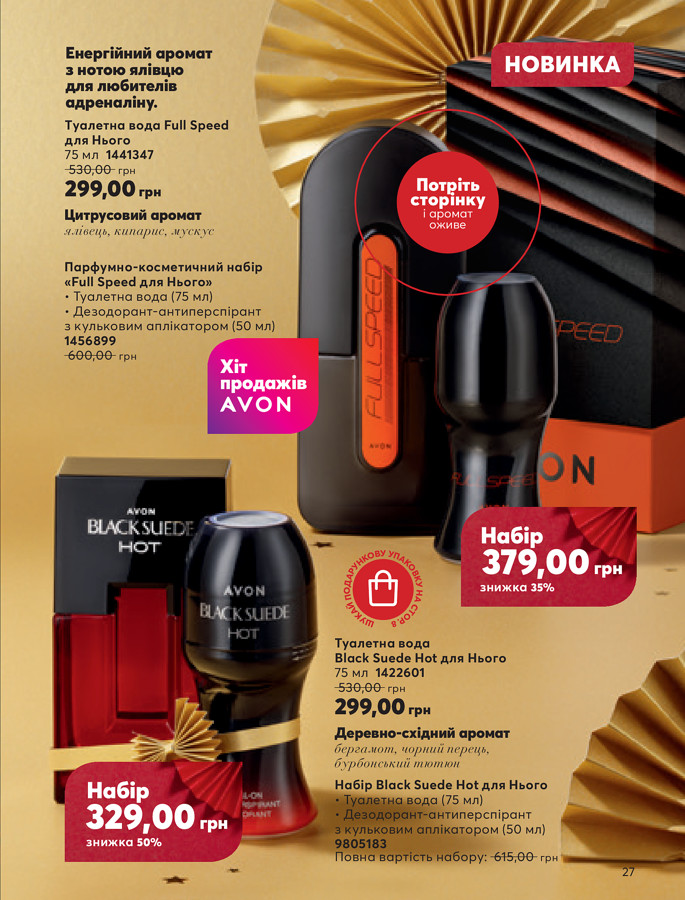 Енергійний аромат
з нотою ялівцю
для любителів
адреналіну.
Туалетна вода Full Speed
для Нього
75 мл 1441347
530,00 грн
299,00 грн
Цитрусовий аромат
ялівець, кипарис, мускус
Парфумно-косметичний набір
«Full Speed для Нього»
• Туалетна вода (75 мл)
• Дезодорант-антиперспірант
з кульковим аплікатором (50 мл)
1456899
600,00 грн
НОВИНКА
Потріть
сторінку
і аромат
оживе
FULL SPEED
AVON
SPEED
FULL SPEED
ON
Хіт
продажів
AVON
Набір
379,00 грн
знижка 35%
AVON
BLACK SUEDE
HOT
AVON
BLACK SUEDE
HOT
ШУКАЙ ПОДАРУНКОВУ УПАКОВКУ НА СТОР. 8
Туалетна вода
Black Suede Hot для Нього
75 мл 1422601
530,00 грн
299,00 грн
Деревно-східний аромат
бергамот, чорний перець,
бурбонський тютюн
Набір Black Suede Hot для Нього
• Туалетна вода (75 мл)
• Дезодорант-антиперспірант
з кульковим аплікатором (50 мл)
9805183
Повна вартість набору: 615,00 грн
Набір
329,00 грн
знижка 50%
27